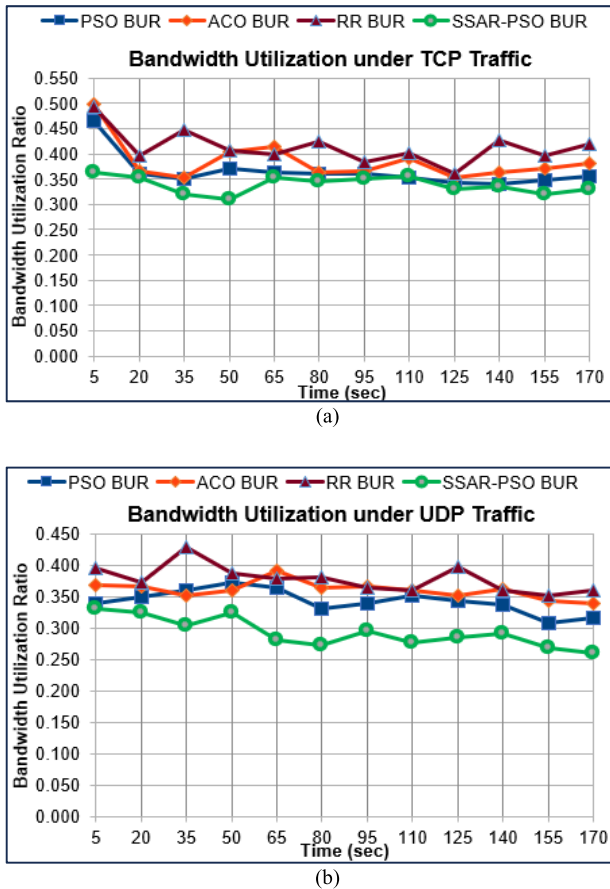 PSO BUR ACO BUR RR BUR SSAR-PSO BUR
Bandwidth Utilization under TCP Traffic
Bandwidth Utilization Ratio
0.550
0.500
0.450
0.400
0.350
0.300
0.250
0.200
0.150
0.100
0.050
0.000
5 20 35 50 65 80 95 110 125 140 155 170
Time (sec)
(a)
PSO BUR ACO BUR RR BUR SSAR-PSO BUR
Bandwidth Utilization under UDP Traffic
Bandwidth Utilization Ratio
0.450
0.400
0.350
0.300
0.250
0.200
0.150
0.100
0.050
0.000
5 20 35 50 65 80 95 110 125 140 155 170
Time (sec)
(b)